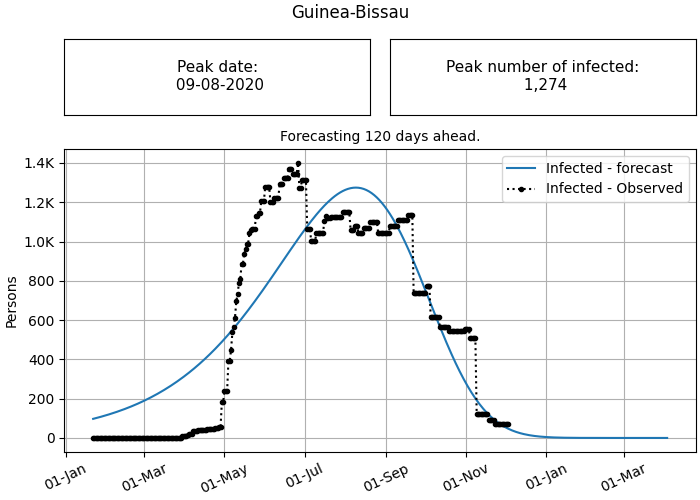 Guinea-Bissau
Peak date:
09-08-2020
Peak number of infected:
1,274
Forecasting 120 days ahead.
Infected - forecast
Infected - Observed
1.4K
1.2K
1.0K
800
600
400
200
0
Persons
01-Jan
01-Mar
01-May
01-Jul
01-Sep
01-Nov
01-Jan
01-Mar